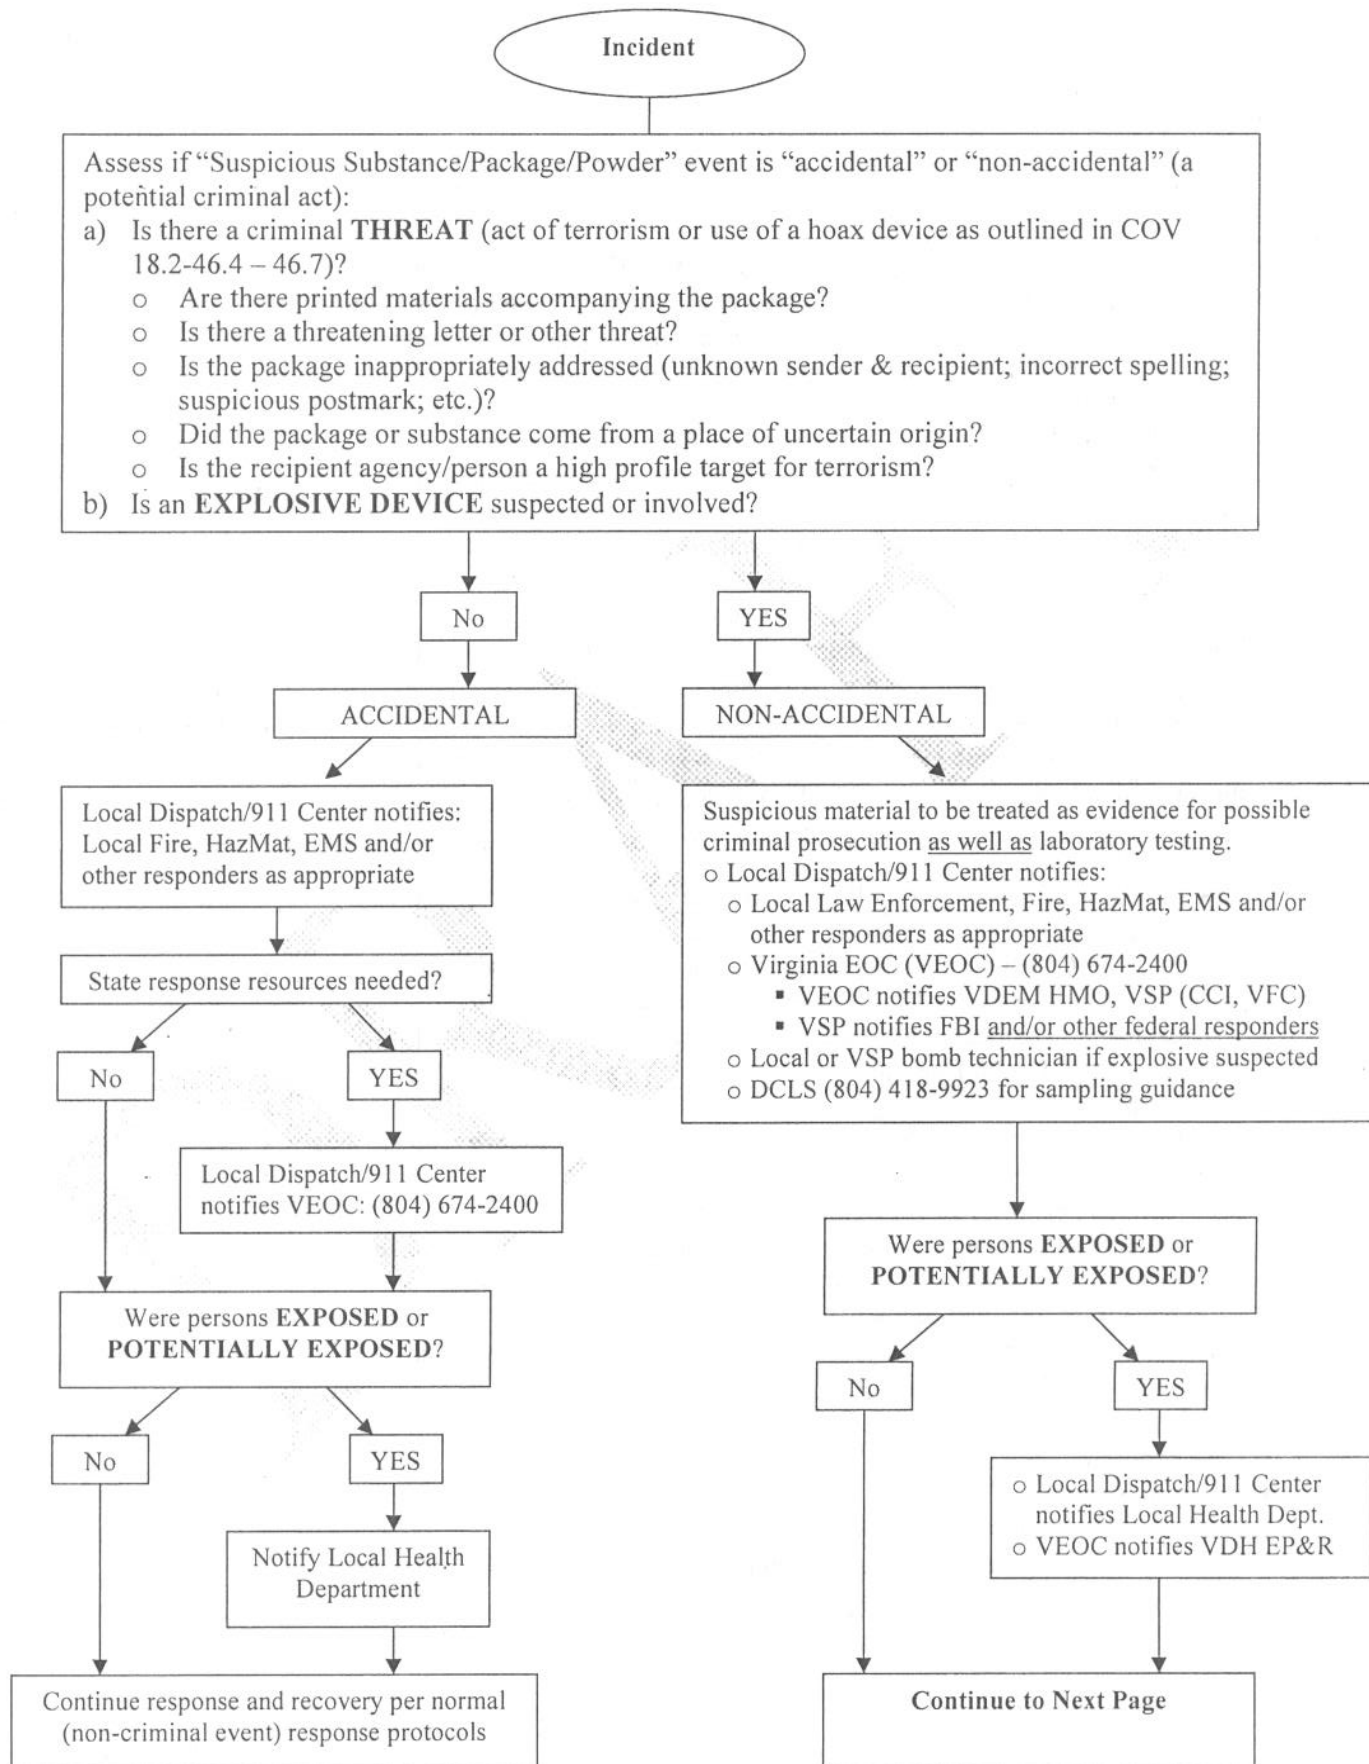 Incident
Assess if “Suspicious Substance/Package/Powder” event is “accidental” or “non-accidental” (a
potential criminal act):
a) Is there a criminal THREAT (act of terrorism or use of a hoax device as outlined in COV
18.2-46.4 – 46.7)?
o Are there printed materials accompanying the package?
o Is there a threatening letter or other threat?
o Is the package inappropriately addressed (unknown sender & recipient; incorrect spelling;
suspicious postmark; etc.)?
o Did the package or substance come from a place of uncertain origin?
o Is the recipient agency/person a high profile target for terrorism?
b) Is an EXPLOSIVE DEVICE suspected or involved?
No
YES
ACCIDENTAL
NON-ACCIDENTAL
Local Dispatch/911 Center notifies:
Local Fire, HazMat, EMS and/or
other responders as appropriate
State response resources needed?
No
YES
Local Dispatch/911 Center
notifies VEOC: (804) 674-2400
Were persons EXPOSED or
POTENTIALLY EXPOSED?
No
YES
Notify Local Health
Department
Continue response and recovery per normal
(non-criminal event) response protocols
Suspicious material to be treated as evidence for possible
criminal prosecution as well as laboratory testing.
o Local Dispatch/911 Center notifies:
o Local Law Enforcement, Fire, HazMat, EMS and/or
other responders as appropriate
o Virginia EOC (VEOC) – (804) 674-2400
▪ VEOC notifies VDEM HMO, VSP (CCI, VFC)
▪ VSP notifies FBI and/or other federal responders
o Local or VSP bomb technician if explosive suspected
o DCLS (804) 418-9923 for sampling guidance
Were persons EXPOSED or
POTENTIALLY EXPOSED?
No
YES
o Local Dispatch/911 Center
notifies Local Health Dept.
o VEOC notifies VDH EP&R
Continue to Next Page